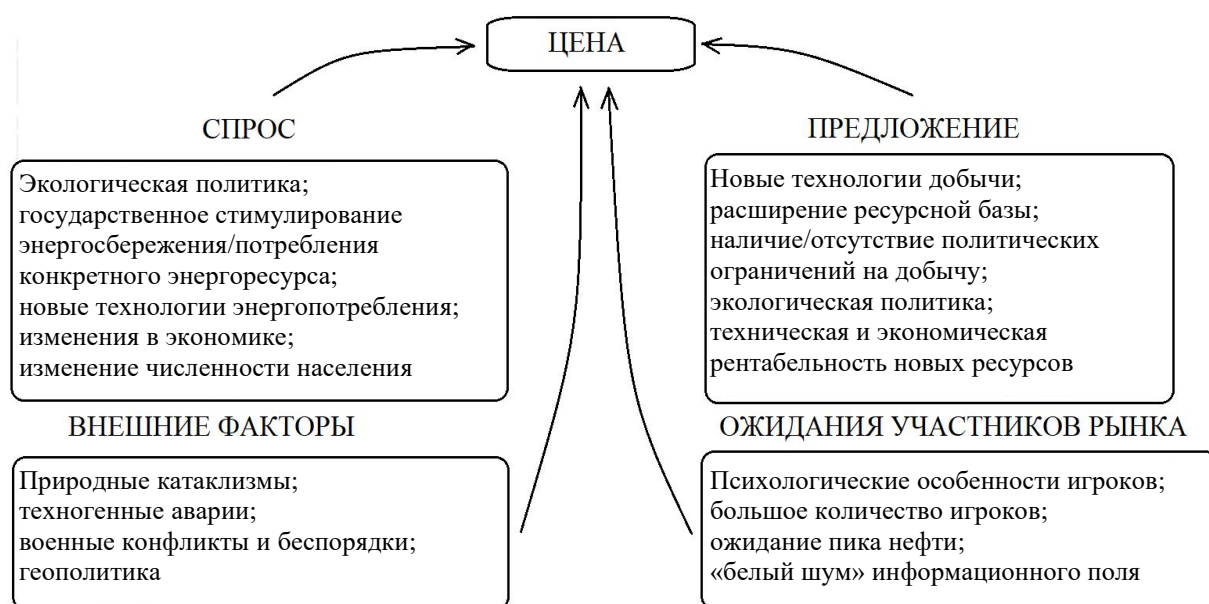 ЦЕНА
СПРОС
Экологическая политика;
государственное стимулирование
энергосбережения/потребления
конкретного энергоресурса;
новые технологии энергопотребления;
изменения в экономике;
изменение численности населения
ПРЕДЛОЖЕНИЕ
Новые технологии добычи;
расширение ресурсной базы;
наличие/отсутствие политических
ограничений на добычу;
экологическая политика;
техническая и экономическая
рентабельность новых ресурсов
ВНЕШНИЕ ФАКТОРЫ
Природные катаклизмы;
техногенные аварии;
военные конфликты и беспорядки;
геополитика
ОЖИДАНИЯ УЧАСТНИКОВ РЫНКА
Психологические особенности игроков;
большое количество игроков;
ожидание пика нефти;
«белый шум» информационного поля